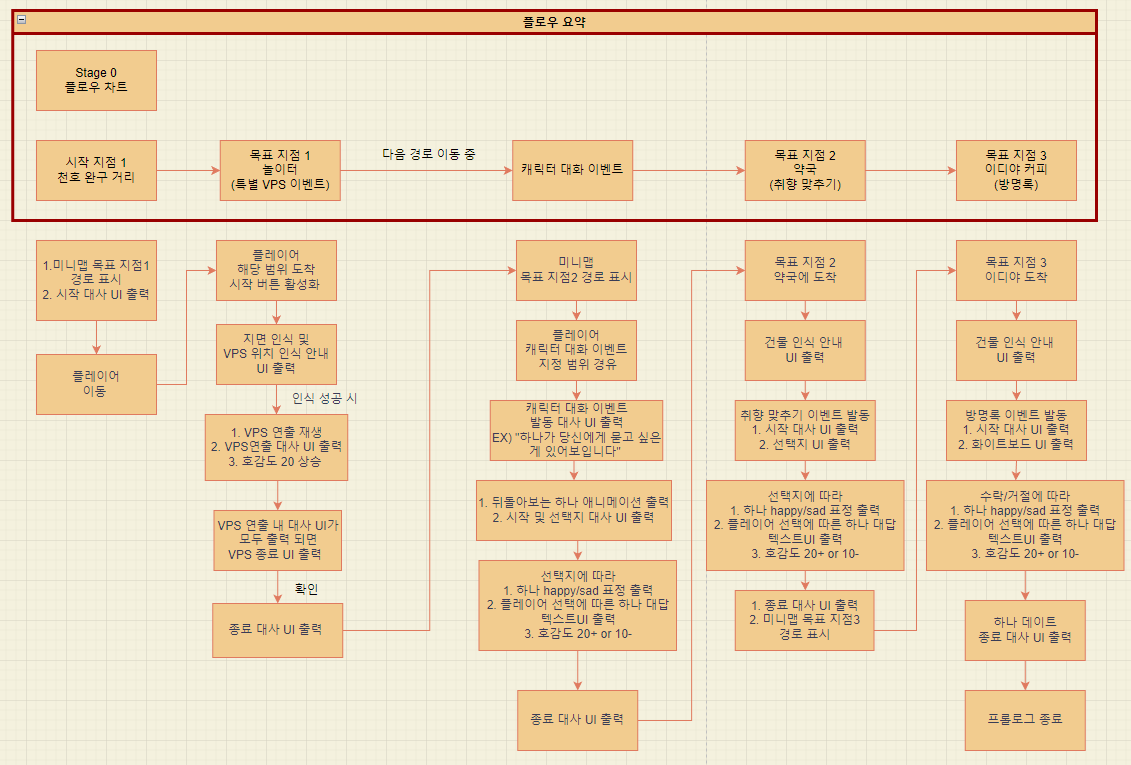 플로우 요약
Stage 0
플로우 차트
시작 지점 1
천호 완구 거리
목표 지점 1
놀이터
(특별 VPS 이벤트)
다음 경로 이동 중
캐릭터 대화 이벤트
목표 지점 2
약국
(취향 맞추기)
목표 지점 3
이디야 커피
(방명록)
1.미니맵 목표 지점1
경로 표시
2. 시작 대사 UI 출력
플레이어
이동
플레이어
해당 범위 도착
시작 버튼 활성화
지면 인식 및
VPS 위치 인식 안내
UI 출력
인식 성공 시
1. VPS 연출 재생
2. VPS연출 대사 UI 출력
3. 호감도 20 상승
VPS 연출 내 대사 UI가
모두 출력 되면
VPS 종료 UI 출력
확인
종료 대사 UI 출력
미니맵
목표 지점2 경로 표시
플레이어
캐릭터 대화 이벤트
지정 범위 경유
캐릭터 대화 이벤트
발동 대사 UI 출력
EX) "하나가 당신에게 묻고 싶은
게 있어보입니다"
1. 뒤돌아보는 하나 애니메이션 출력
2. 시작 및 선택지 대사 UI 출력
선택지에 따라
1. 하나 happy/sad 표정 출력
2. 플레이어 선택에 따른 하나 대답
텍스트UI 출력
3. 호감도 20+ or 10-
종료 대사 UI 출력
목표 지점 2
약국에 도착
건물 인식 안내
UI 출력
취향 맞추기 이벤트 발동
1. 시작 대사 UI 출력
2. 선택지 UI 출력
선택지에 따라
1. 하나 happy/sad 표정 출력
2. 플레이어 선택에 따른 하나 대답
텍스트UI 출력
3. 호감도 20+ or 10-
1. 종료 대사 UI 출력
2. 미니맵 목표 지점3
경로 표시
목표 지점 3
이디야 도착
건물 인식 안내
UI 출력
방명록 이벤트 발동
1. 시작 대사 UI 출력
2. 화이트보드 UI 출력
수락/거절에 따라
1. 하나 happy/sad 표정 출력
2. 플레이어 선택에 따른 하나 대답
텍스트UI 출력
3. 호감도 20+ or 10-
하나 데이트
종료 대사 UI 출력
프롤로그 종료